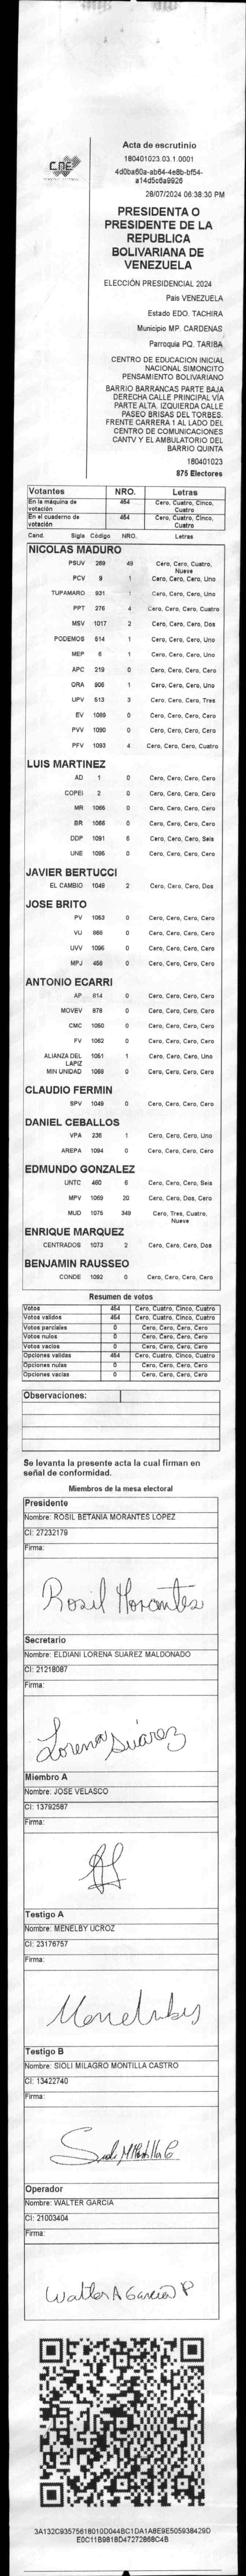 CNE
Acta de escrutinio
180401023.03.1.0001
4d0ba60a-ab64-4e8b-bf54-
a14d5c6a9926
28/07/2024 06:38:30 PM
PRESIDENTA O
PRESIDENTE DE LA
REPUBLICA
BOLIVARIANA DE
VENEZUELA
ELECCIÓN PRESIDENCIAL 2024
Pais VENEZUELA
Estado EDO. TACHIRA
Municipio MP. CARDENAS
Parroquia PQ. TARIBA
CENTRO DE EDUCACION INICIAL
NACIONAL SIMONCITO
PENSAMIENTO BOLIVARIANO
BARRIO BARRANCAS PARTE BAJA
DERECHA CALLE PRINCIPAL VÍA
PARTE ALTA. IZQUIERDA CALLE
PASEO BRISAS DEL TORBES.
FRENTE CARRERA 1 AL LADO DEL
CENTRO DE COMUNICACIONES
CANTV Y EL AMBULATORIO DEL
BARRIO QUINTA
180401023
875 Electores
Votantes NRO. Letras
En la máquina de votación 454 Cero, Cuatro, Cinco, Cuatro
En el cuaderno de votación 454 Cero, Cuatro, Cinco, Cuatro
Cand. Sigla Código NRO. Letras
NICOLAS MADURO
PSUV 269 49 Cero, Cero, Cuatro, Nueve
PCV 9 1 Cero, Cero, Cero, Uno
TUPAMARO 931 1 Cero, Cero, Cero, Uno
PPT 276 4 Cero, Cero, Cero, Cuatro
MSV 1017 2 Cero, Cero, Cero, Dos
PODEMOS 514 1 Cero, Cero, Cero, Uno
MEP 6 1 Cero, Cero, Cero, Uno
APC 219 0 Cero, Cero, Cero, Cero
ORA 906 1 Cero, Cero, Cero, Uno
UPV 513 3 Cero, Cero, Cero, Tres
EV 1089 0 Cero, Cero, Cero, Cero
PVV 1090 0 Cero, Cero, Cero, Cero
PFV 1093 4 Cero, Cero, Cero, Cuatro
LUIS MARTINEZ
AD 1 0 Cero, Cero, Cero, Cero
COPEI 2 0 Cero, Cero, Cero, Cero
MR 1066 0 Cero, Cero, Cero, Cero
BR 0 Cero, Cero, Cero, Cero
DDP 1091 6 Cero, Cero, Cero, Seis
UNE 1095 0 Cero, Cero, Cero, Cero
JAVIER BERTUCCI
EL CAMBIO 1048 2 Cero, Cero, Cero, Dos
JOSE BRITO
PV 1053 0 Cero, Cero, Cero, Cero
VU 868 0 Cero, Cero, Cero, Cero
UVV 1096 0 Cero, Cero, Cero, Cero
MPJ 458 0 Cero, Cero, Cero, Cero
ANTONIO ECARRI
AP 814 0 Cero, Cero, Cero, Cero
MOVEV 878 0 Cero, Cero, Cero, Cero
CMC 1050 0 Cero, Cero, Cero, Cero
FV 1062 0 Cero, Cero, Cero, Cero
ALIANZA DEL LAPIZ 1051 1 Cero, Cero, Cero, Uno
MIN UNIDAD 1068 0 Cero, Cero, Cero, Cero
CLAUDIO FERMIN
SPV 1049 0 Cero, Cero, Cero, Cero
DANIEL CEBALLOS
VPA 236 1 Cero, Cero, Cero, Uno
AREPA 1094 0 Cero, Cero, Cero, Cero
EDMUNDO GONZALEZ
UNTC 460 6 Cero, Cero, Cero, Seis
MPV 1069 20 Cero, Cero, Dos, Cero
MUD 1075 349 Cero, Tres, Cuatro, Nueve
ENRIQUE MARQUEZ
CENTRADOS 1073 2 Cero, Cero, Cero, Dos
BENJAMIN RAUSSEO
CONDE 1092 0 Cero, Cero, Cero, Cero
Resumen de votos
Votos 454 Cero, Cuatro, Cinco, Cuatro
Votos validos 454 Cero, Cuatro, Cinco, Cuatro
Votos parciales 0 Cero, Cero, Cero, Cero
Votos nulos 0 Cero, Cero, Cero, Cero
Votos vacios 0 Cero, Cero, Cero, Cero
Opciones validas 454 Cero, Cuatro, Cinco, Cuatro
Opciones nulas 0 Cero, Cero, Cero, Cero
Opciones vacias 0 Cero, Cero, Cero, Cero
Observaciones:
Se levanta la presente acta la cual firman en
señal de conformidad.
Miembros de la mesa electoral
Presidente
Nombre: ROSIL BETANIA MORANTES LOPEZ
CI: 27232179
Firma:
Rosil Morantes
Secretario
Nombre: ELDIANI LORENA SUAREZ MALDONADO
CI: 21218087
Firma:
Lorena Suárez
Miembro A
Nombre: JOSE VELASCO
CI: 13792587
Firma:
Testigo A
Nombre: MENELBY UCROZ
CI: 23176757
Firma:
Testigo B
Nombre: SIOLI MILAGRO MONTILLA CASTRO
CI: 13422740
Firma:
Operador
Nombre: WALTER GARCIA
CI: 21003404
Firma:
Walter A Garcia P
3A132C93575618010D044BC1DA1A8E9E505938429D
E0C11B9818D47272868C4B